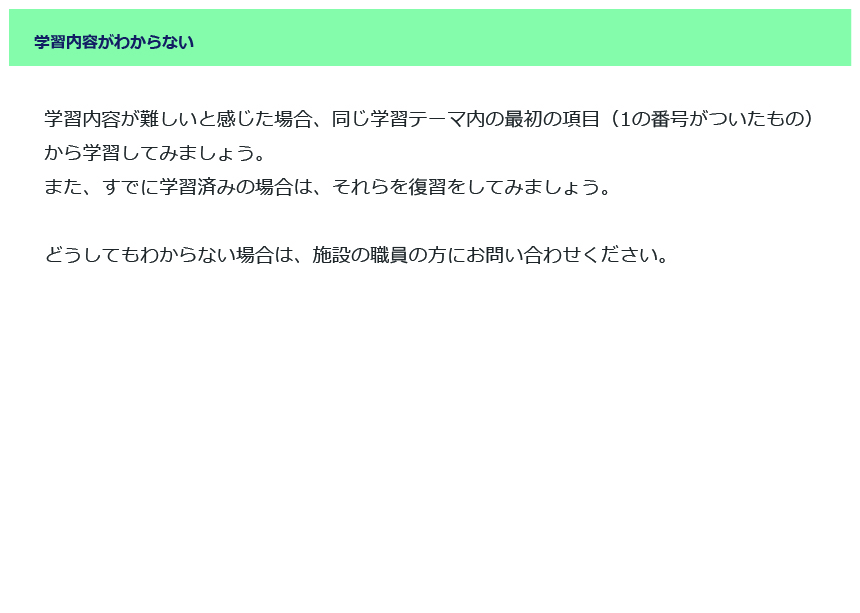 学習内容がわからない
学習内容が難しいと感じた場合、同じ学習テーマ内の最初の項目（1の番号がついたもの）
から学習してみましょう。
また、すでに学習済みの場合は、それらを復習をしてみましょう。
どうしてもわからない場合は、施設の職員の方にお問い合わせください。